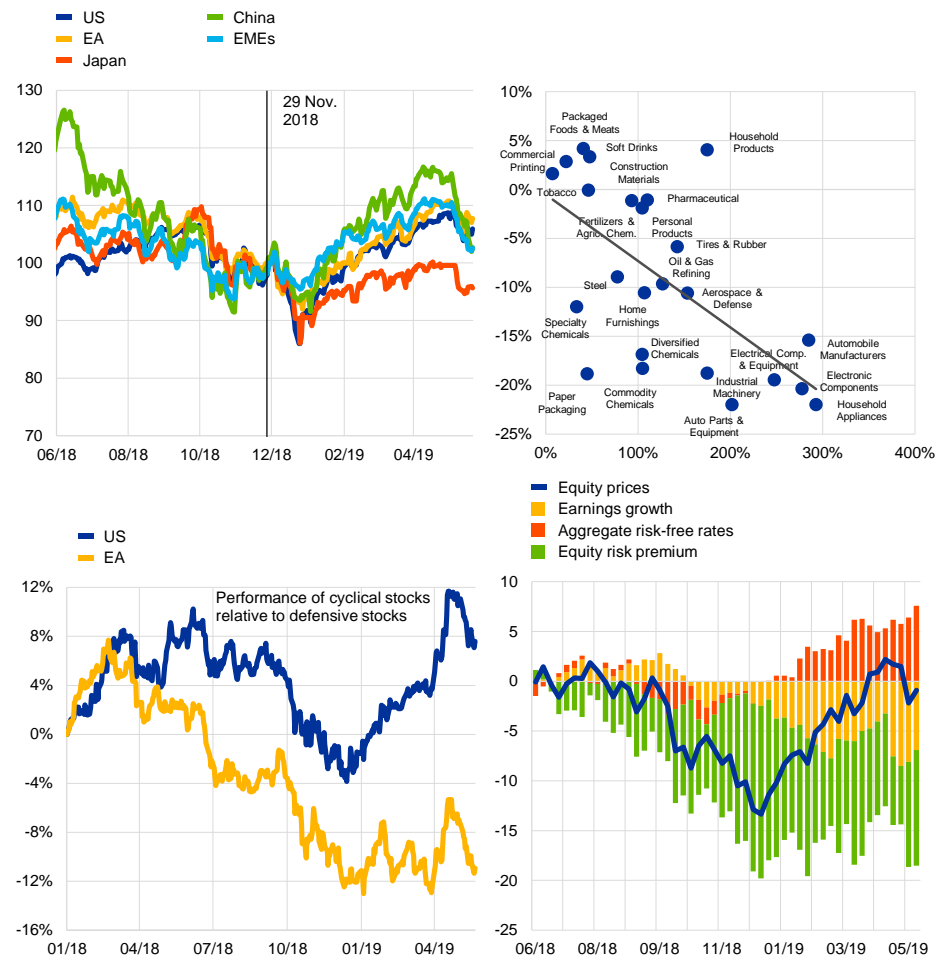 US
EA
Japan
China
EMEs
130
120
110
100
90
80
70
29 Nov.
2018
06/18
08/18
10/18
12/18
02/19
04/19
10%
5%
0%
-5%
-10%
-15%
-20%
-25%
Packaged
Foods & Meats
Soft Drinks
Household
Products
Commercial
Printing
Construction
Materials
Tobacco
Pharmaceutical
Fertilizers &
Agric. Chem.
Personal
Products
Tires & Rubber
Oil & Gas
Refining
Steel
Aerospace &
Defense
Home
Furnishings
Specialty
Chemicals
Diversified
Chemicals
Automobile
Manufacturers
Electrical Comp.
& Equipment
Electronic
Components
Industrial
Machinery
Commodity
Chemicals
Paper
Packaging
Household
Appliances
Auto Parts &
Equipment
0%
100%
200%
300%
400%
US
EA
12%
8%
4%
0%
-4%
-8%
-12%
-16%
Performance of cyclical stocks
relative to defensive stocks
01/18
04/18
07/18
10/18
01/19
04/19
Equity prices
Earnings growth
Aggregate risk-free rates
Equity risk premium
10
5
0
-5
-10
-15
-20
-25
06/18
08/18
09/18
11/18
01/19
03/19
05/19